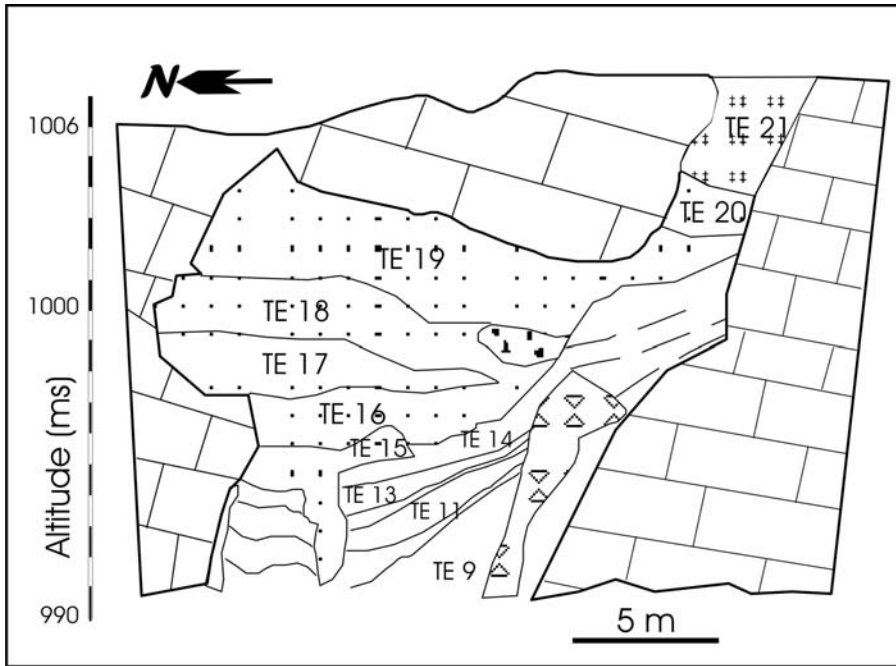 N
1006
1000
990
Altitude (ms)
TE 21
TE 20
TE 19
TE 18
TE 17
TE 16
TE 15
TE 14
TE 13
TE 11
TE 9
5 m